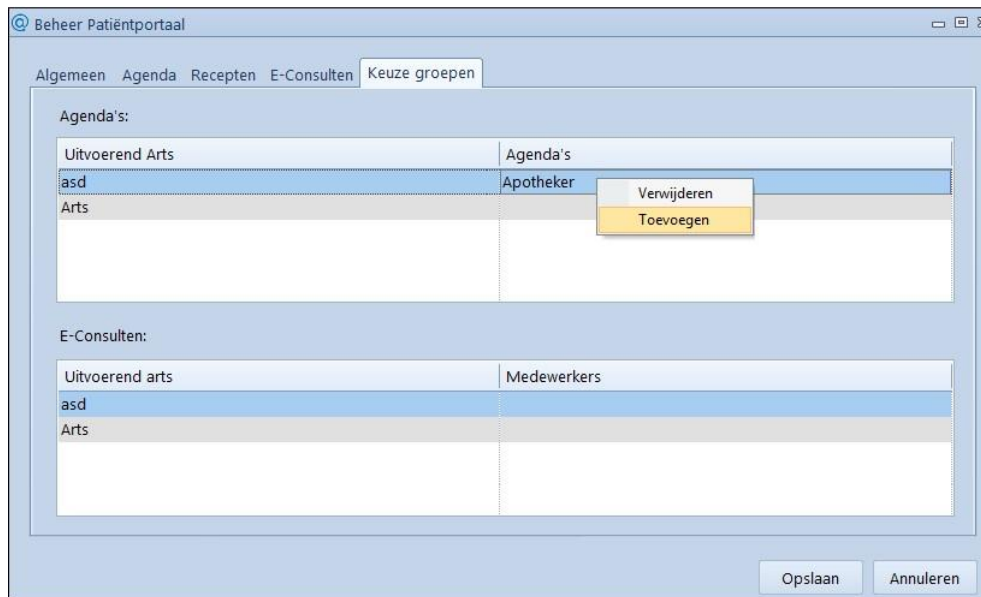 Beheer Patiëntportaal
Algemeen Agenda Recepten E-Consulten Keuze groepen
Agenda's:
Uitvoerend Arts Agenda's
asd Apotheker
Verwijderen
Arts
Toevoegen
E-Consulten:
Uitvoerend arts Medewerkers
asd
Arts
Opslaan Annuleren